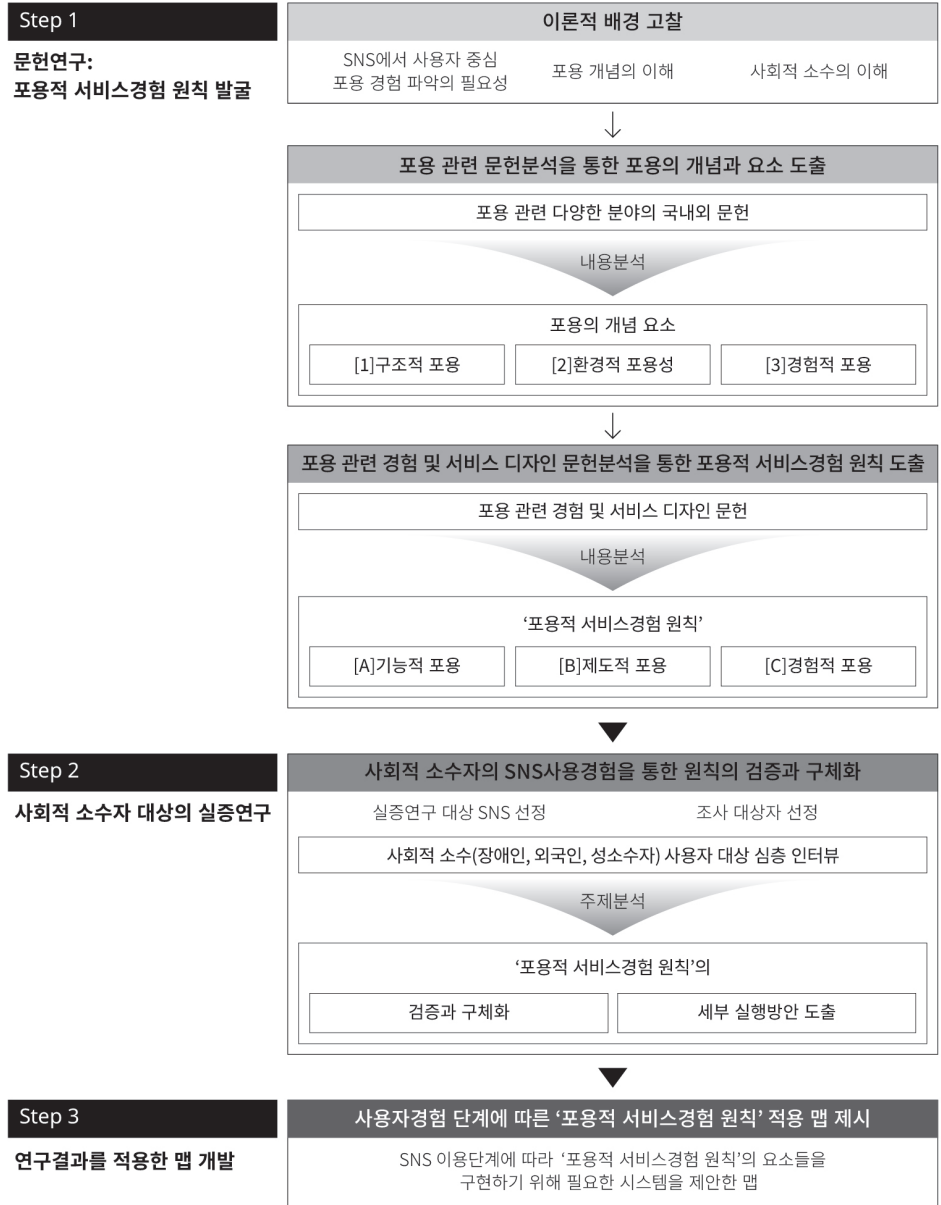 Step 1
문헌연구:
포용적 서비스경험 원칙 발굴
이론적 배경 고찰
SNS에서 사용자 중심
포용 경험 파악의 필요성
포용 개념의 이해
사회적 소수의 이해
포용 관련 문헌분석을 통한 포용의 개념과 요소 도출
포용 관련 다양한 분야의 국내외 문헌
내용분석
포용의 개념 요소
[1]구조적 포용
[2]환경적 포용성
[3]경험적 포용
포용 관련 경험 및 서비스 디자인 문헌분석을 통한 포용적 서비스경험 원칙 도출
포용 관련 경험 및 서비스 디자인 문헌
내용분석
‘포용적 서비스경험 원칙’
[A]기능적 포용
[B]제도적 포용
[C]경험적 포용
Step 2
사회적 소수자 대상의 실증연구
사회적 소수자의 SNS사용경험을 통한 원칙의 검증과 구체화
실증연구 대상 SNS 선정
조사 대상자 선정
사회적 소수(장애인, 외국인, 성소수자) 사용자 대상 심층 인터뷰
주제분석
‘포용적 서비스경험 원칙’의
검증과 구체화
세부 실행방안 도출
Step 3
연구결과를 적용한 맵 개발
사용자경험 단계에 따른 ‘포용적 서비스경험 원칙’ 적용 맵 제시
SNS 이용단계에 따라 ‘포용적 서비스경험 원칙’의 요소들을
구현하기 위해 필요한 시스템을 제안한 맵